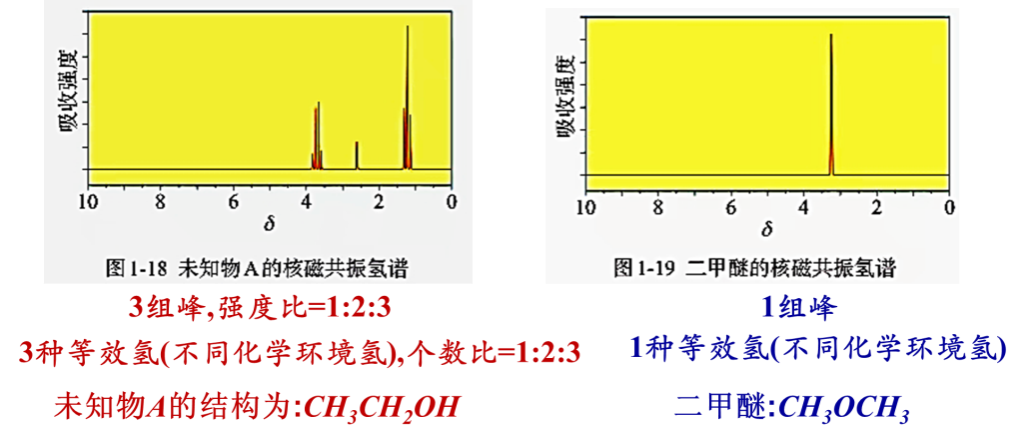 吸收强度
10 8 6 4 2 0
δ
图1-18 未知物A的核磁共振氢谱
3组峰,强度比=1:2:3
3种等效氢(不同化学环境氢),个数比=1:2:3
未知物A的结构为:CH₃CH₂OH
吸收强度
10 8 6 4 2 0
δ
图1-19 二甲醚的核磁共振氢谱
1组峰
1种等效氢(不同化学环境氢)
二甲醚:CH₃OCH₃